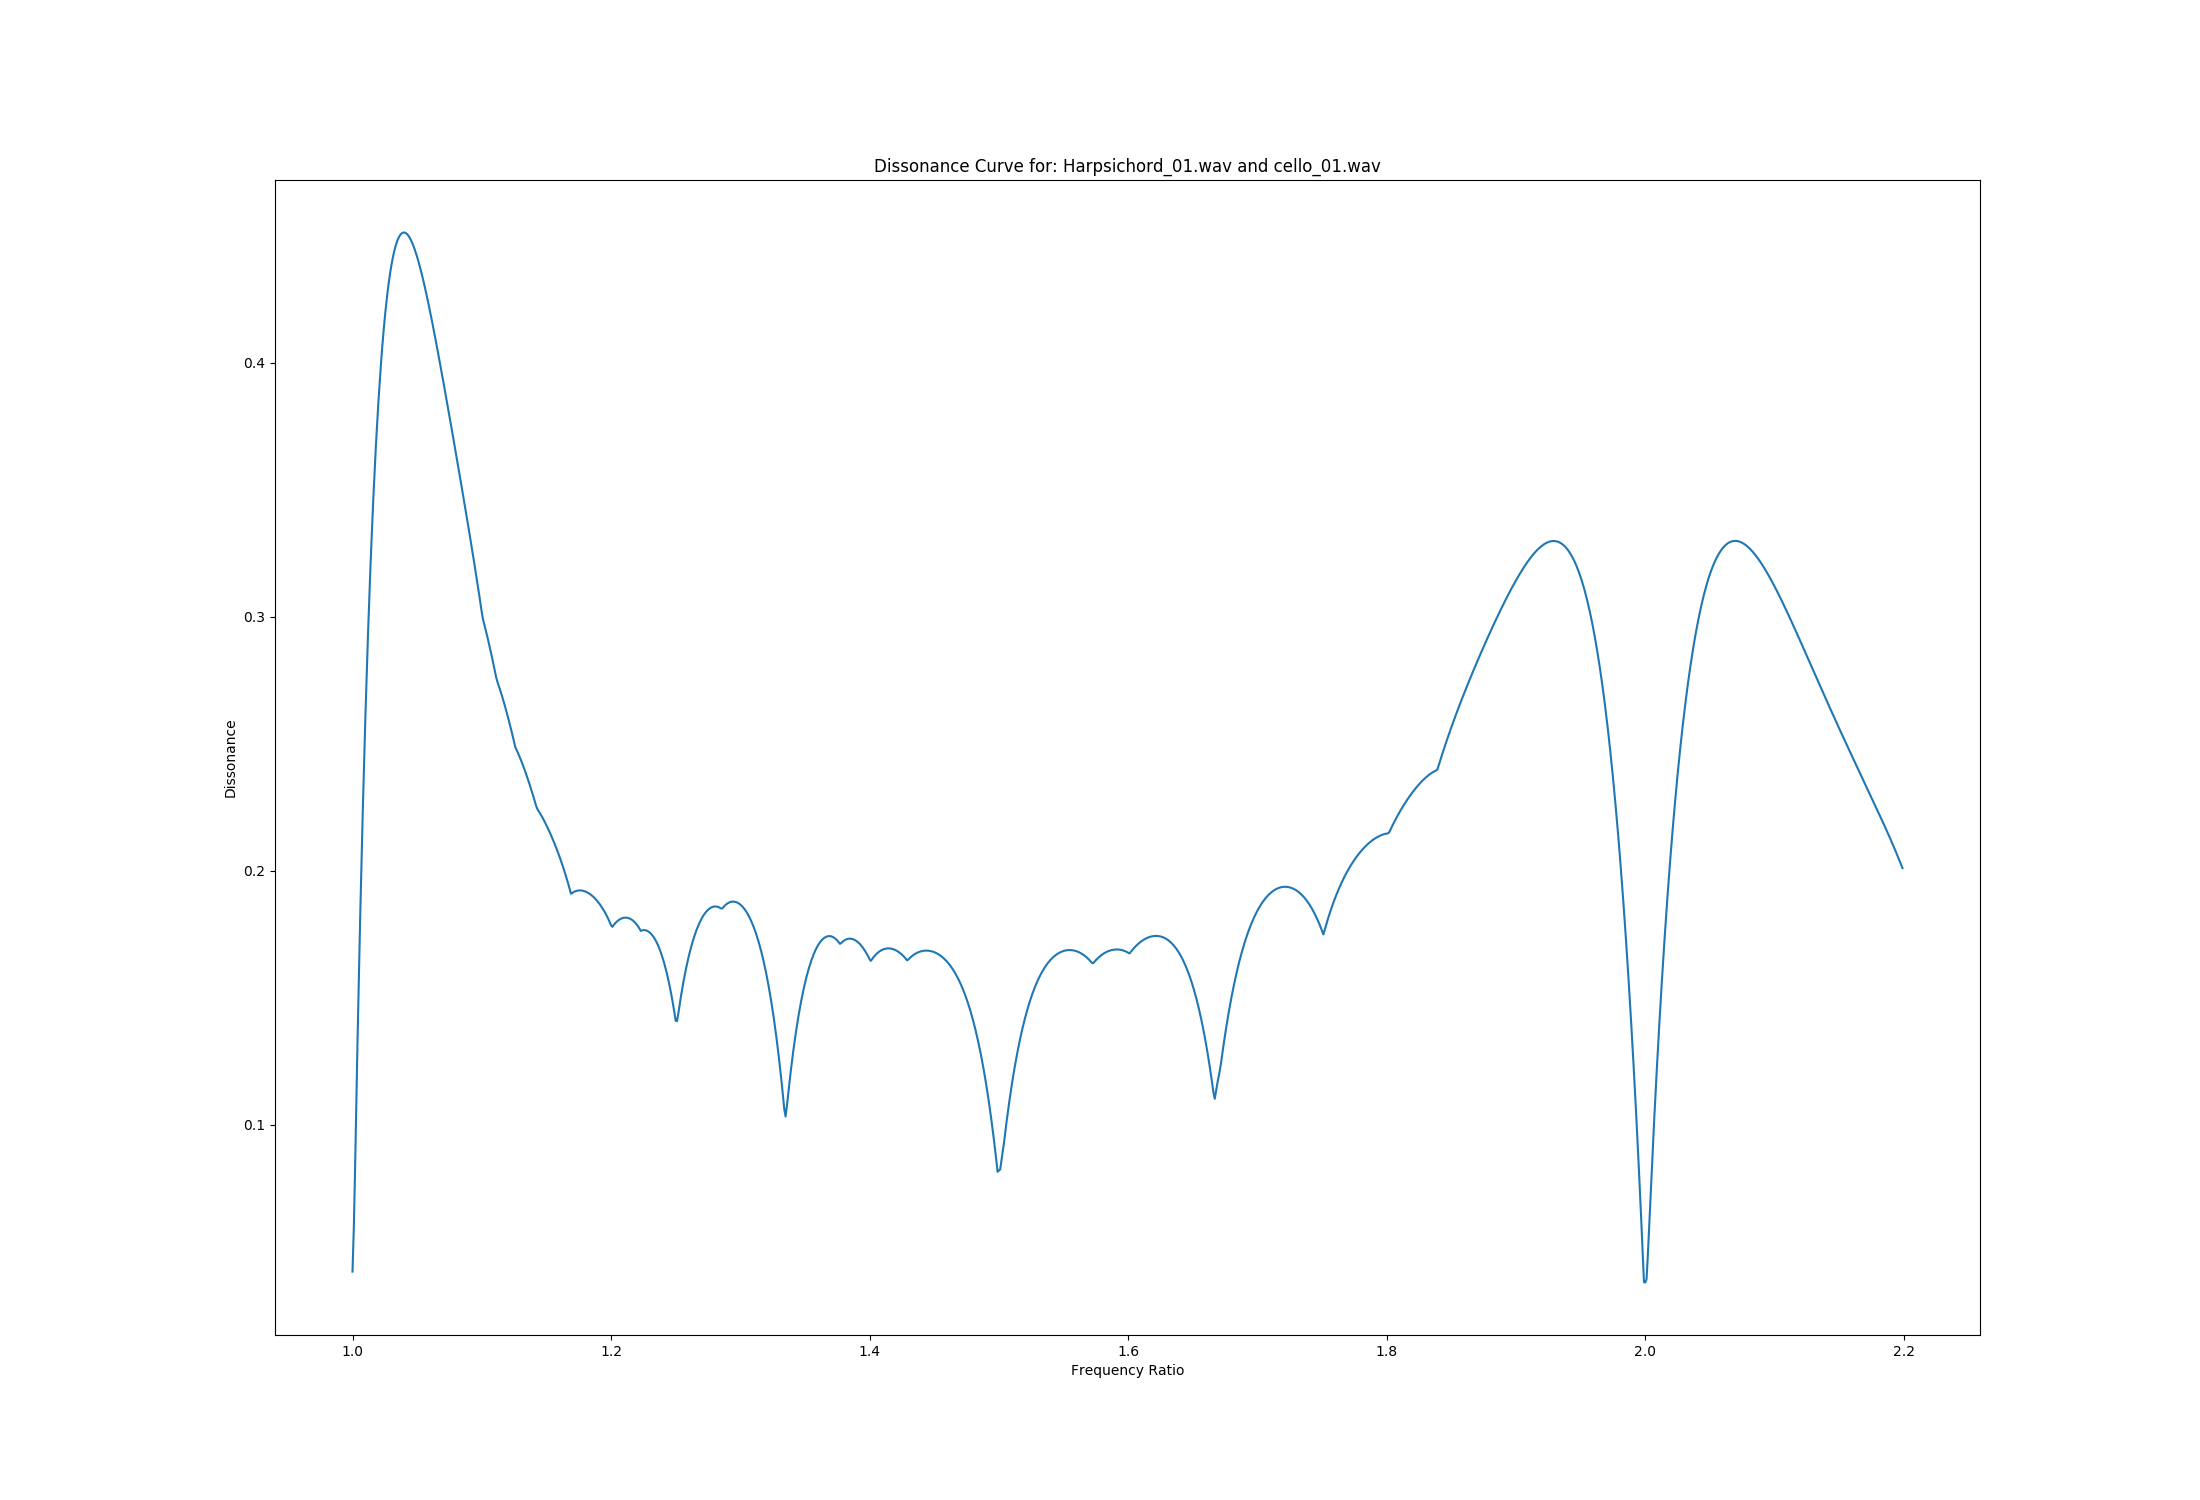 Dissonance Curve for: Harpsichord_01.wav and cello_01.wav
0.4
0.3
0.2
0.1
Dissonance
1.0 1.2 1.4 1.6 1.8 2.0 2.2
Frequency Ratio